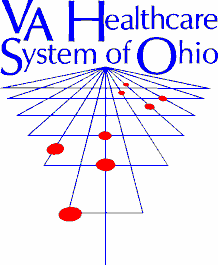 VA Healthcare
System of Ohio